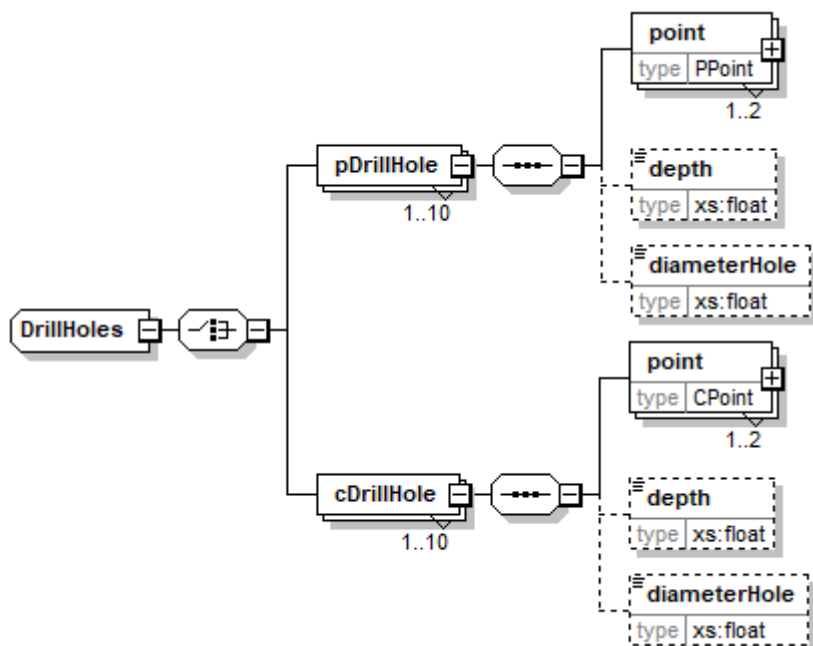 point
type PPoint
1..2
pDrillHole
1..10
depth
type xs:float
diameterHole
type xs:float
DrillHoles
point
type CPoint
1..2
cDrillHole
1..10
depth
type xs:float
diameterHole
type xs:float